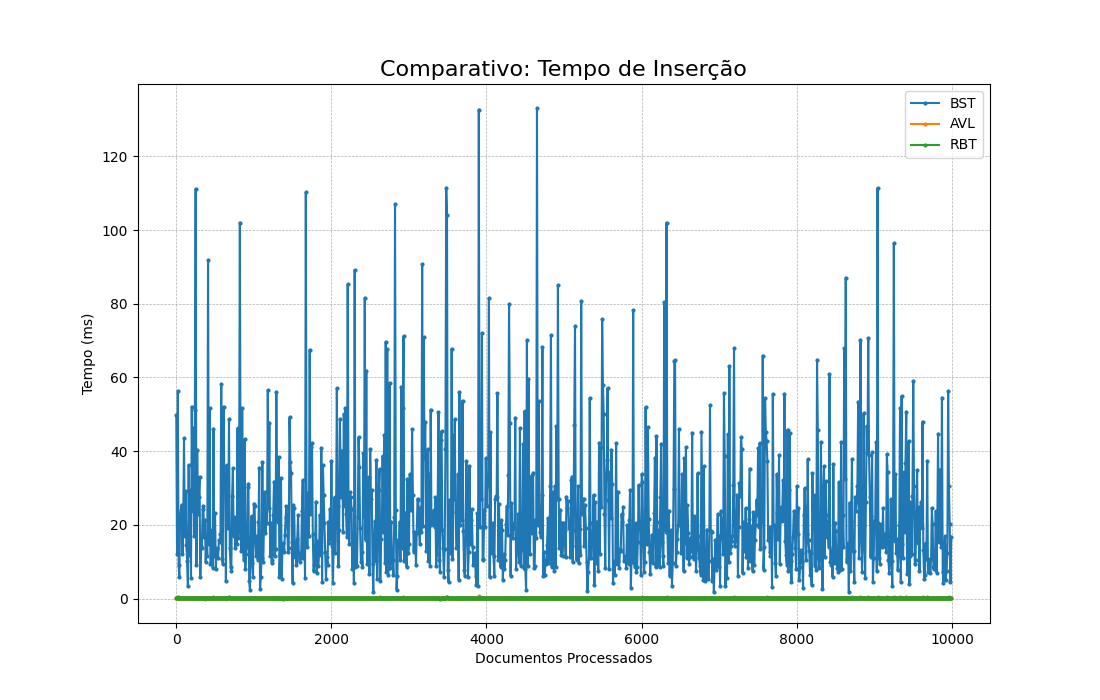 Comparativo: Tempo de Inserção
BST
AVL
RBT
Tempo (ms)
120
100
80
60
40
20
0
0 2000 4000 6000 8000 10000
Documentos Processados